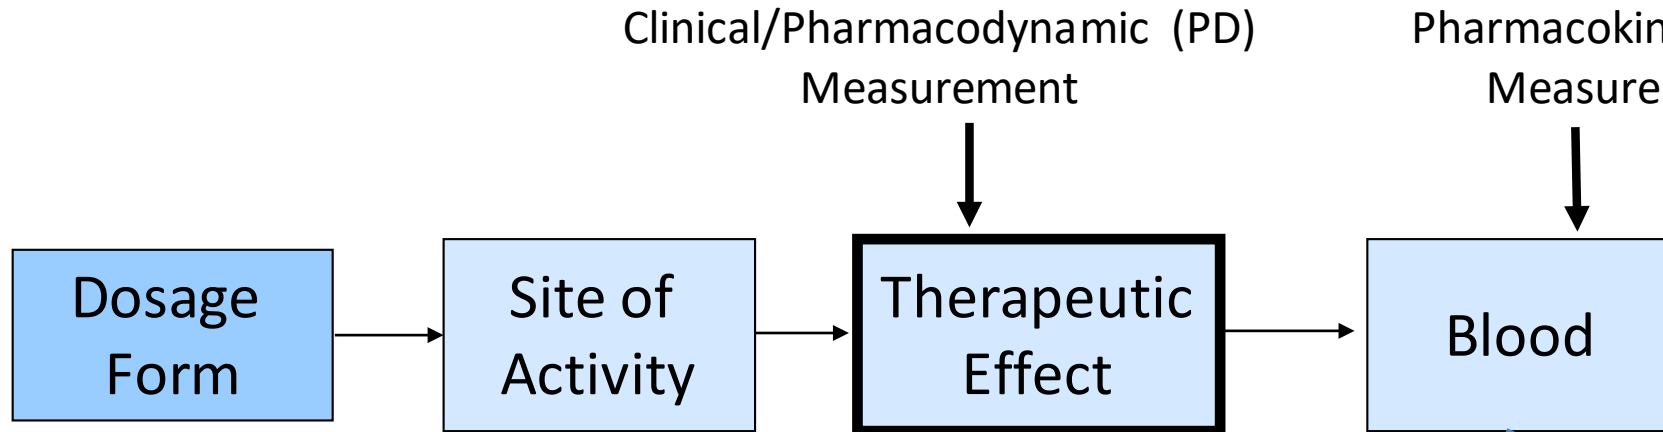 Clinical/Pharmacodynamic (PD)
Measurement
Dosage
Form
Site of
Activity
Therapeutic
Effect
Blood